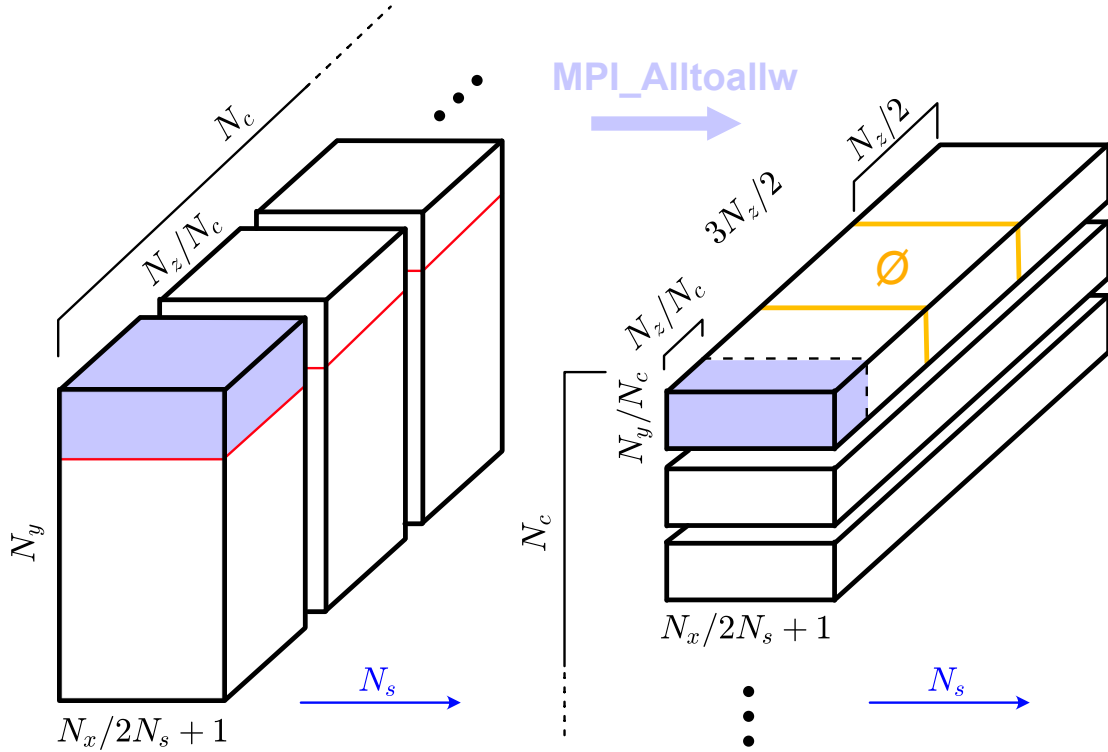 N_c
MPI_Alltoallw
N_z/2
3N_z/2
N_z/N_c
N_z/N_c
Ø
N_y/N_c
N_y
N_c
N_x/2N_s + 1
N_s
N_x/2N_s + 1
N_s